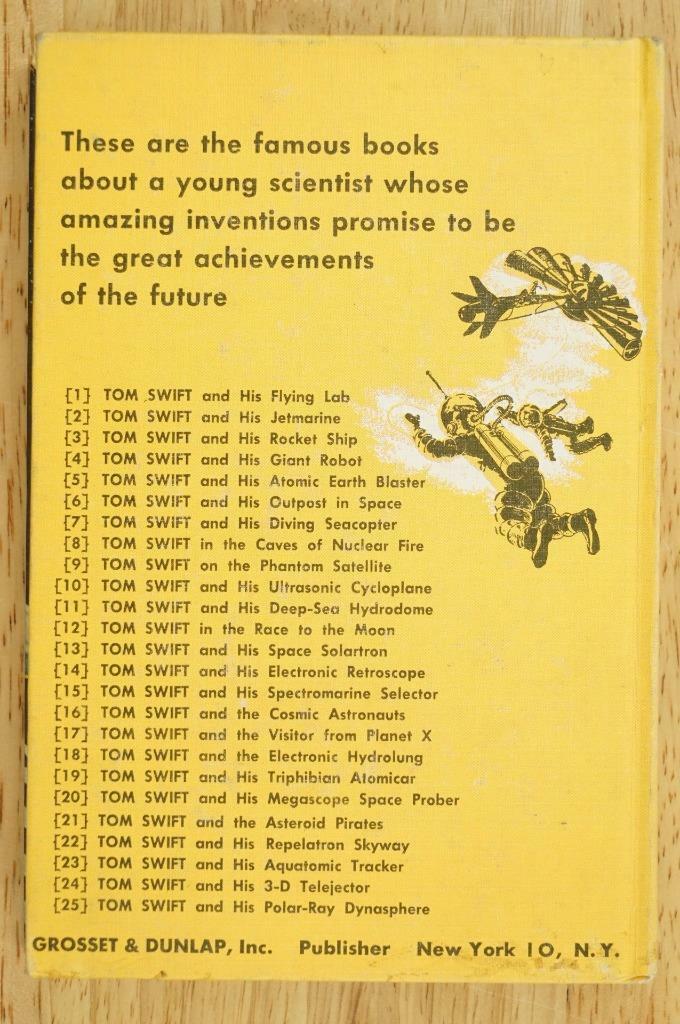 These are the famous books
about a young scientist whose
amazing inventions promise to be
the great achievements
of the future
[1] TOM SWIFT and His Flying Lab
[2] TOM SWIFT and His Jetmarine
[3] TOM SWIFT and His Rocket Ship
[4] TOM SWIFT and His Giant Robot
[5] TOM SWIFT and His Atomic Earth Blaster
[6] TOM SWIFT and His Outpost in Space
[7] TOM SWIFT and His Diving Seacopter
[8] TOM SWIFT in the Caves of Nuclear Fire
[9] TOM SWIFT on the Phantom Satellite
[10] TOM SWIFT and His Ultrasonic Cycloplane
[11] TOM SWIFT and His Deep-Sea Hydrodome
[12] TOM SWIFT in the Race to the Moon
[13] TOM SWIFT and His Space Solartron
[14] TOM SWIFT and His Electronic Retroscope
[15] TOM SWIFT and His Spectromarine Selector
[16] TOM SWIFT and the Cosmic Astronauts
[17] TOM SWIFT and the Visitor from Planet X
[18] TOM SWIFT and the Electronic Hydrolung
[19] TOM SWIFT and His Triphibian Atomicar
[20] TOM SWIFT and His Megascope Space Prober
[21] TOM SWIFT and the Asteroid Pirates
[22] TOM SWIFT and His Repelatron Skyway
[23] TOM SWIFT and His Aquatomic Tracker
[24] TOM SWIFT and His 3-D Telejector
[25] TOM SWIFT and His Polar-Ray Dynasphere
GROSSET & DUNLAP, Inc. Publisher New York 10, N.Y.